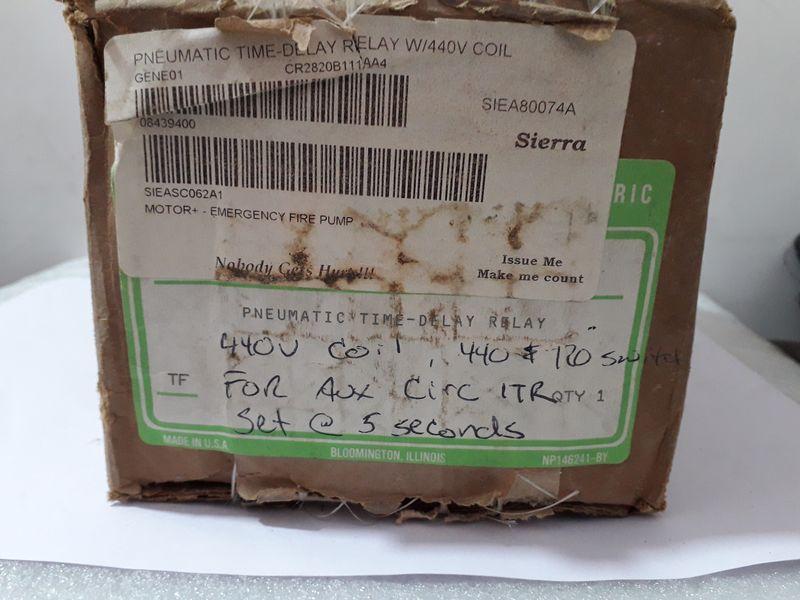 PNEUMATIC TIME-DELAY RELAY W/440V COIL
GENE01 CR2820B111AA4
SIEA80074A
08439400
Sierra
SIEASC062A1
RIC
MOTOR+ - EMERGENCY FIRE PUMP
Nobody Gets Hurt!!!
Issue Me
Make me count
PNEUMATIC TIME-DELAY RELAY
440V Coil, 440 & 120 switch
TF FOR Aux Circ 1TR QTY 1
Set @ 5 seconds
MADE IN U.S.A BLOOMINGTON, ILLINOIS NP146241-BY